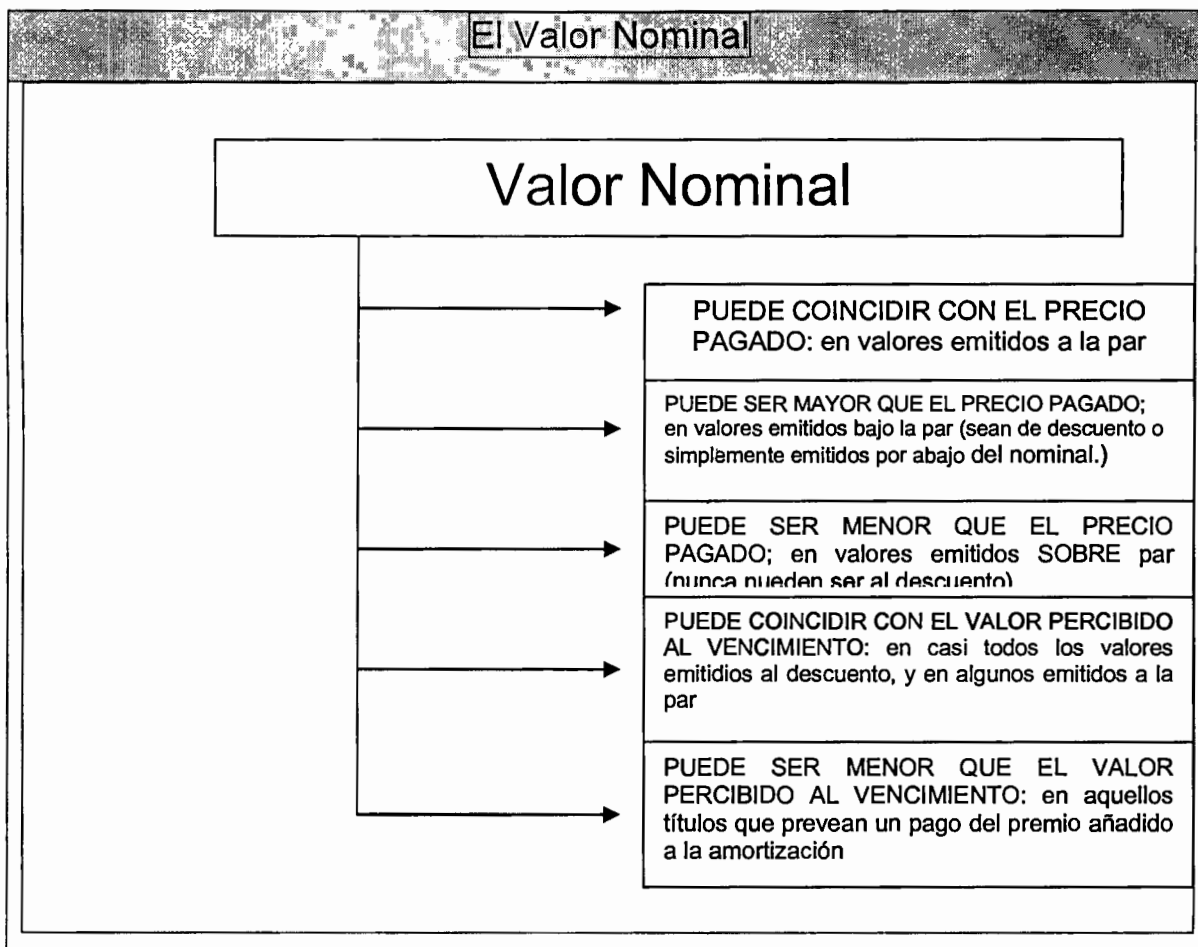 El Valor Nominal
Valor Nominal
PUEDE COINCIDIR CON EL PRECIO
PAGADO: en valores emitidos a la par
PUEDE SER MAYOR QUE EL PRECIO PAGADO;
en valores emitidos bajo la par (sean de descuento o
simplemente emitidos por abajo del nominal.)
PUEDE SER MENOR QUE EL PRECIO
PAGADO; en valores emitidos SOBRE par
(nunca pueden ser al descuento)
PUEDE COINCIDIR CON EL VALOR PERCIBIDO
AL VENCIMIENTO: en casi todos los valores
emitidios al descuento, y en algunos emitidos a la
par
PUEDE SER MENOR QUE EL VALOR
PERCIBIDO AL VENCIMIENTO: en aquellos
títulos que prevean un pago del premio añadido
a la amortización